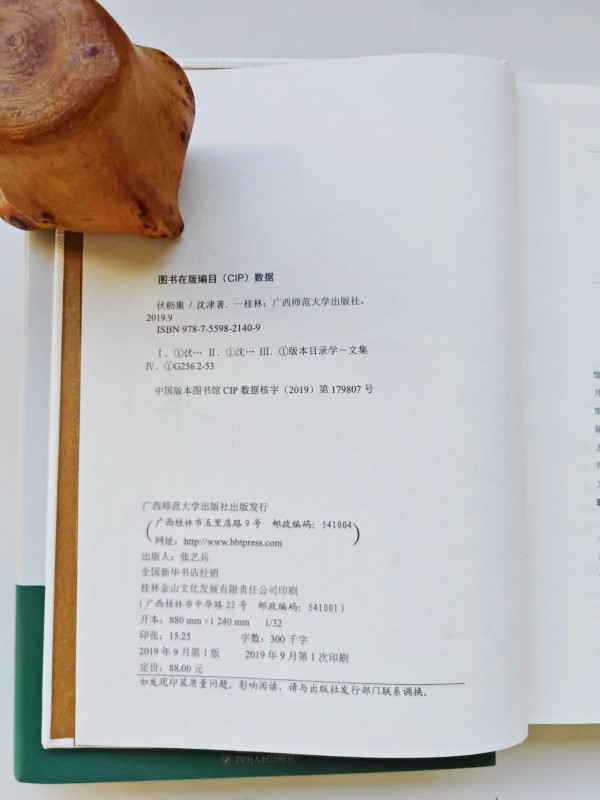 图书在版编目（CIP）数据
伏枥集 / 沈津著. —桂林：广西师范大学出版社，
2019.9
ISBN 978-7-5598-2140-9
Ⅰ. ①伏… Ⅱ. ①沈… Ⅲ. ①版本目录学－文集
Ⅳ. ①G256.2-53
中国版本图书馆 CIP 数据核字（2019）第 179807 号
广西师范大学出版社出版发行
（广西桂林市五里店路 9 号　邮政编码：541004
网址：http://www.bbtpress.com）
出版人：张艺兵
全国新华书店经销
桂林金山文化发展有限责任公司印刷
（广西桂林市中华路 22 号　邮政编码：541001）
开本：880 mm×1 240 mm　1/32
印张：15.25　字数：300 千字
2019 年 9 月第 1 版　2019 年 9 月第 1 次印刷
定价：88.00 元
如发现印装质量问题，影响阅读，请与出版社发行部门联系调换。
四川人民出版社